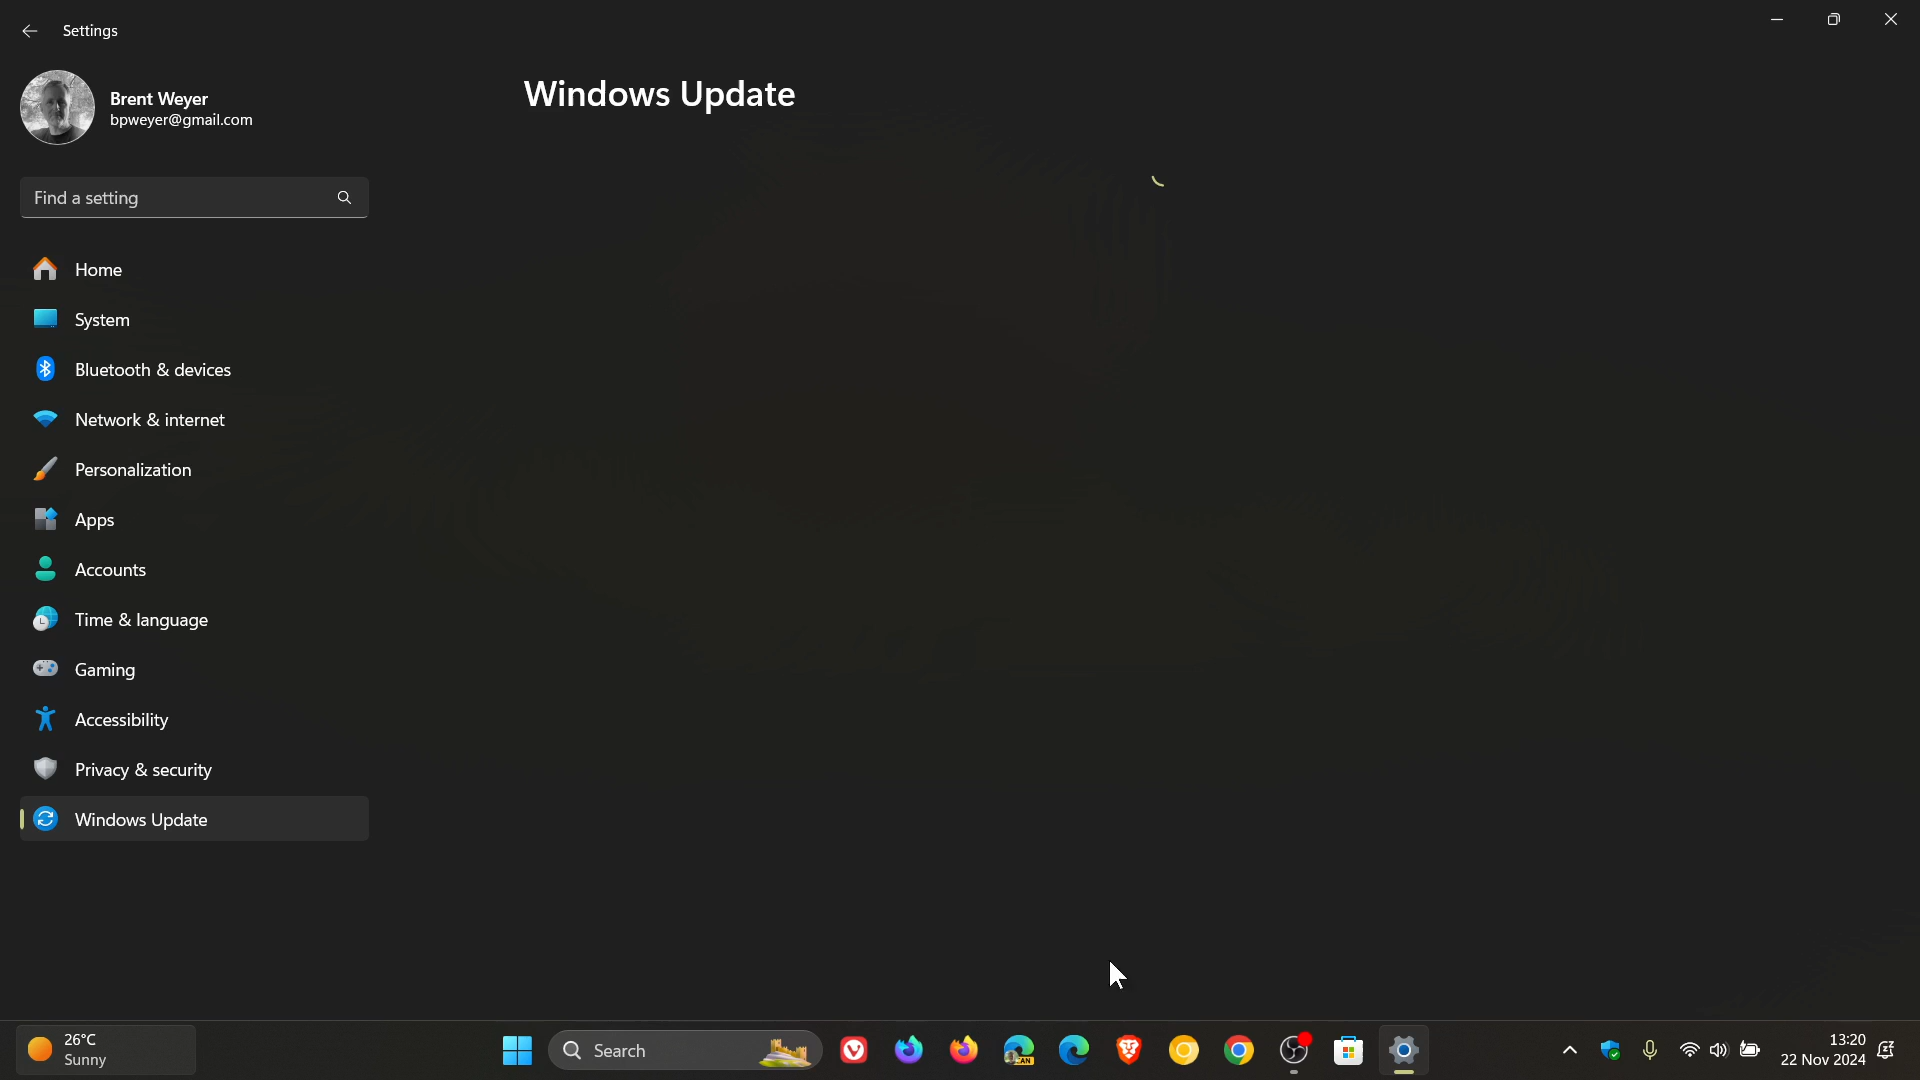 Settings
Brent Weyer
bpweyer@gmail.com
Find a setting
Home
System
Bluetooth & devices
Network & internet
Personalization
Apps
Accounts
Time & language
Gaming
Accessibility
Privacy & security
Windows Update
Windows Update
26°C
Sunny
Search
CAN
13:20
22 Nov 2024